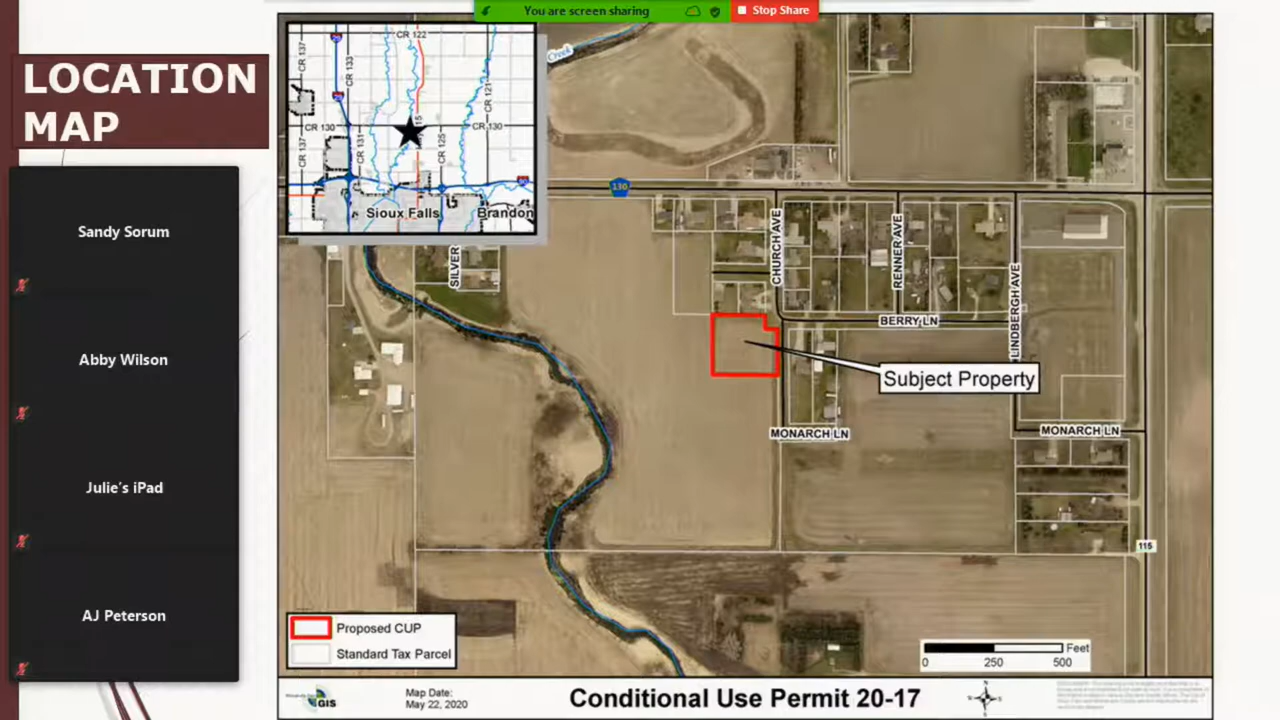 You are screen sharing
Stop Share
LOCATION
MAP
Sandy Sorum
Abby Wilson
Julie's iPad
AJ Peterson
CR 122
CR 137
CR 133
CR 121
CR 130
CR 130
CR 137
CR 131
CR 125
Sioux Falls
Brandon
Creek
130
SILVER
CHURCH AVE
RENNER AVE
LINDBERGH AVE
BERRY LN
Subject Property
MONARCH LN
MONARCH LN
115
Proposed CUP
Standard Tax Parcel
Feet
0 250 500
GIS
Map Date:
May 22, 2020
Conditional Use Permit 20-17